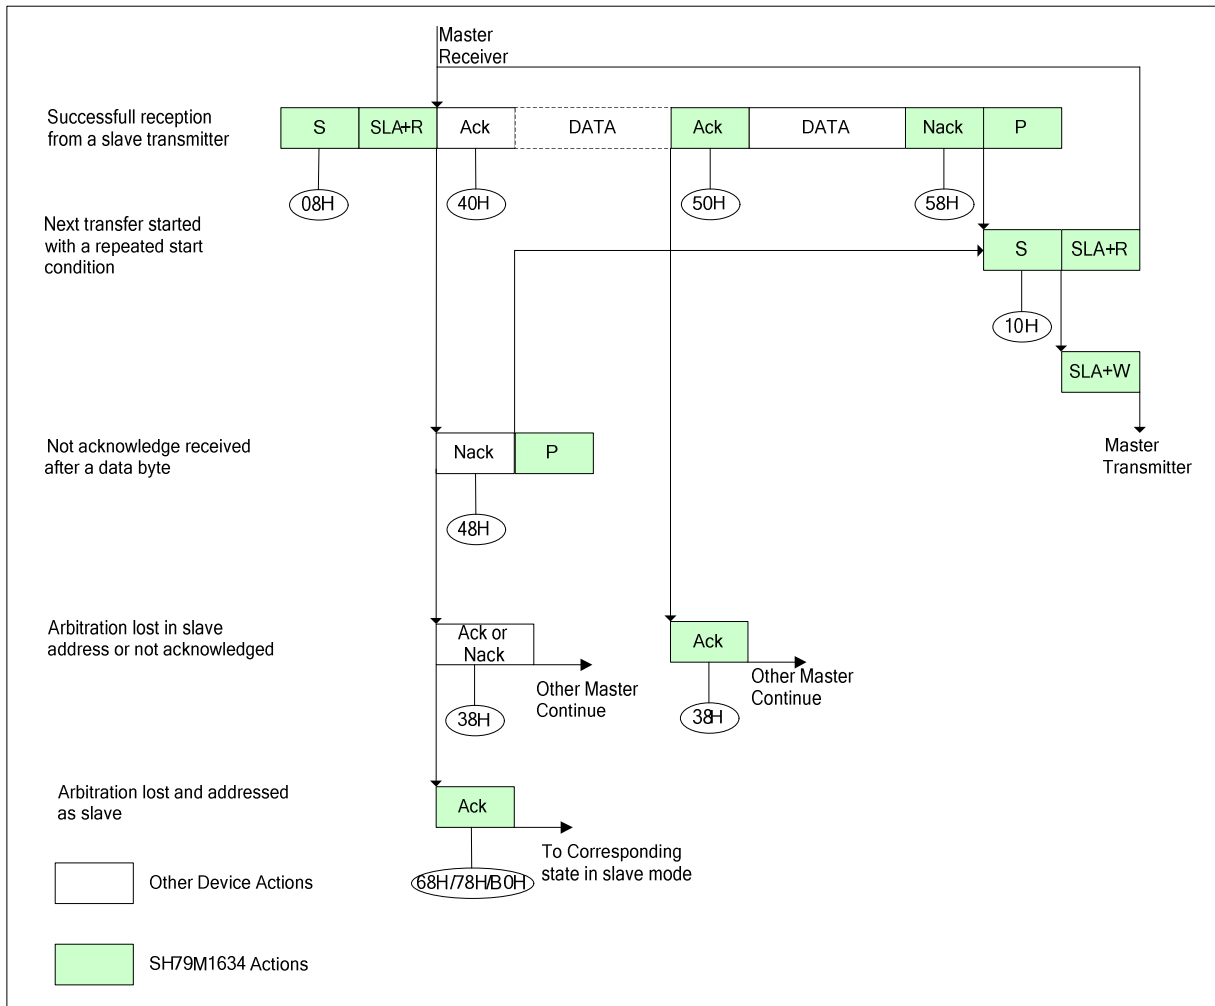 Master
Receiver
Successfull reception
from a slave transmitter
S
SLA+R
Ack
DATA
Ack
DATA
Nack
P
08H
40H
50H
58H
Next transfer started
with a repeated start
condition
S
SLA+R
10H
SLA+W
Master
Transmitter
Not acknowledge received
after a data byte
Nack
P
48H
Arbitration lost in slave
address or not acknowledged
Ack or
Nack
Other Master
Continue
38H
Ack
Other Master
Continue
38H
Arbitration lost and addressed
as slave
Ack
To Corresponding
state in slave mode
68H/78H/B0H
Other Device Actions
SH79M1634 Actions